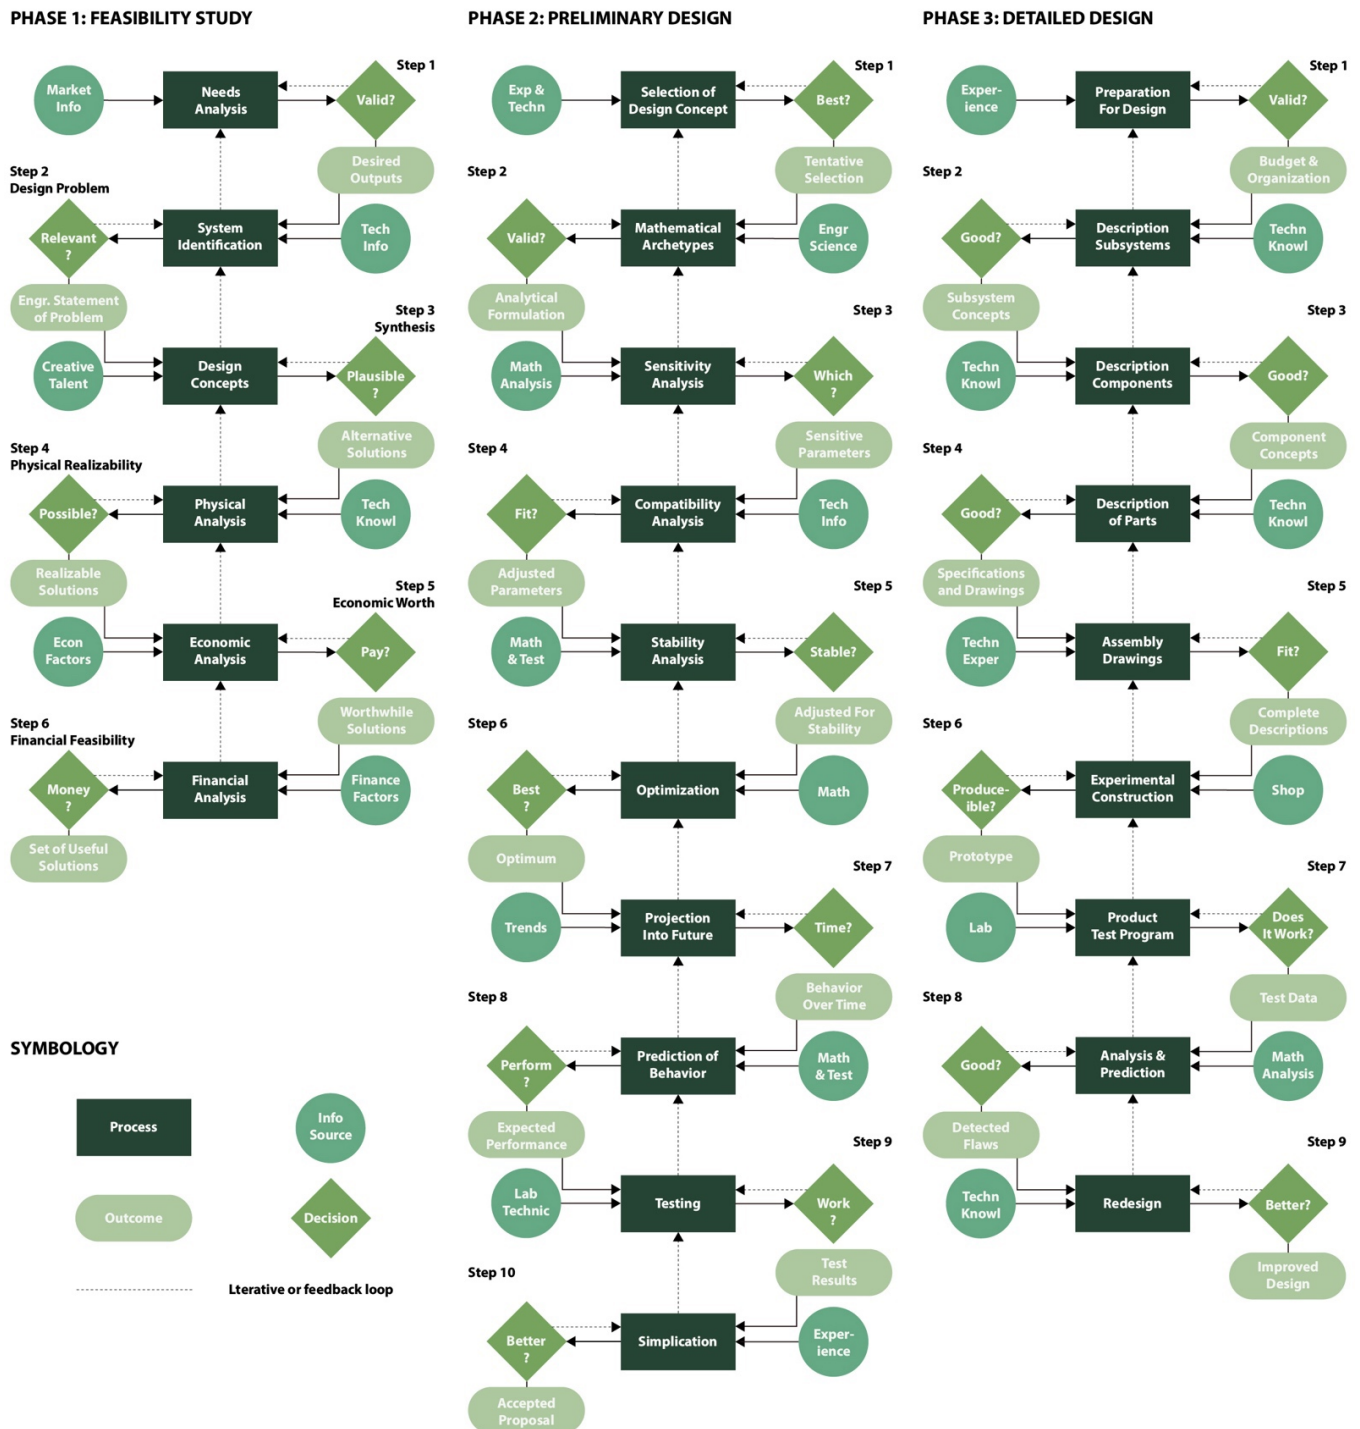 PHASE 1: FEASIBILITY STUDY
Step 1
Market
Info
Needs
Analysis
Valid?
Desired
Outputs
Step 2
Design Problem
Relevant
?
System
Identification
Tech
Info
Engr. Statement
of Problem
Step 3
Synthesis
Creative
Talent
Design
Concepts
Plausible
?
Alternative
Solutions
Step 4
Physical Realizability
Possible?
Physical
Analysis
Tech
Knowl
Realizable
Solutions
Step 5
Economic Worth
Econ
Factors
Economic
Analysis
Pay?
Worthwhile
Solutions
Step 6
Financial Feasibility
Money
?
Financial
Analysis
Finance
Factors
Set of Useful
Solutions
SYMBOLOGY
Process
Info
Source
Outcome
Decision
Lterative or feedback loop
PHASE 2: PRELIMINARY DESIGN
Step 1
Exp &
Techn
Selection of
Design Concept
Best?
Tentative
Selection
Step 2
Valid?
Mathematical
Archetypes
Engr
Science
Analytical
Formulation
Step 3
Math
Analysis
Sensitivity
Analysis
Which
?
Sensitive
Parameters
Step 4
Fit?
Compatibility
Analysis
Tech
Info
Adjusted
Parameters
Step 5
Math
& Test
Stability
Analysis
Stable?
Adjusted For
Stability
Step 6
Best
?
Optimization
Math
Optimum
Step 7
Trends
Projection
Into Future
Time?
Behavior
Over Time
Step 8
Perform
?
Prediction of
Behavior
Math
& Test
Expected
Performance
Step 9
Lab
Technic
Testing
Work
?
Test
Results
Step 10
Better
?
Simplication
Exper-
ience
Accepted
Proposal
PHASE 3: DETAILED DESIGN
Step 1
Exper-
ience
Preparation
For Design
Valid?
Budget &
Organization
Step 2
Good?
Description
Subsystems
Techn
Knowl
Subsystem
Concepts
Step 3
Techn
Knowl
Description
Components
Good?
Component
Concepts
Step 4
Good?
Description
of Parts
Techn
Knowl
Specifications
and Drawings
Step 5
Techn
Exper
Assembly
Drawings
Fit?
Complete
Descriptions
Step 6
Produce-
ible?
Experimental
Construction
Shop
Prototype
Step 7
Lab
Product
Test Program
Does
It Work?
Test Data
Step 8
Good?
Analysis &
Prediction
Math
Analysis
Detected
Flaws
Step 9
Techn
Knowl
Redesign
Better?
Improved
Design